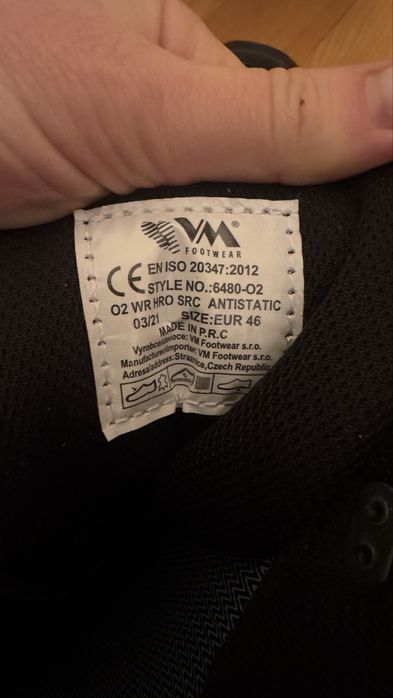 VM®
FOOTWEAR
CE EN ISO 20347:2012
STYLE NO.:6480-O2
O2 WR HRO SRC ANTISTATIC
03/21 SIZE:EUR 46
MADE IN P.R.C
Vyrobce/dovoce: VM Footwear s.r.o.
Manufacturer/importer: VM Footwear s.r.o.
Adresa/address: Straznice,Czech Republic